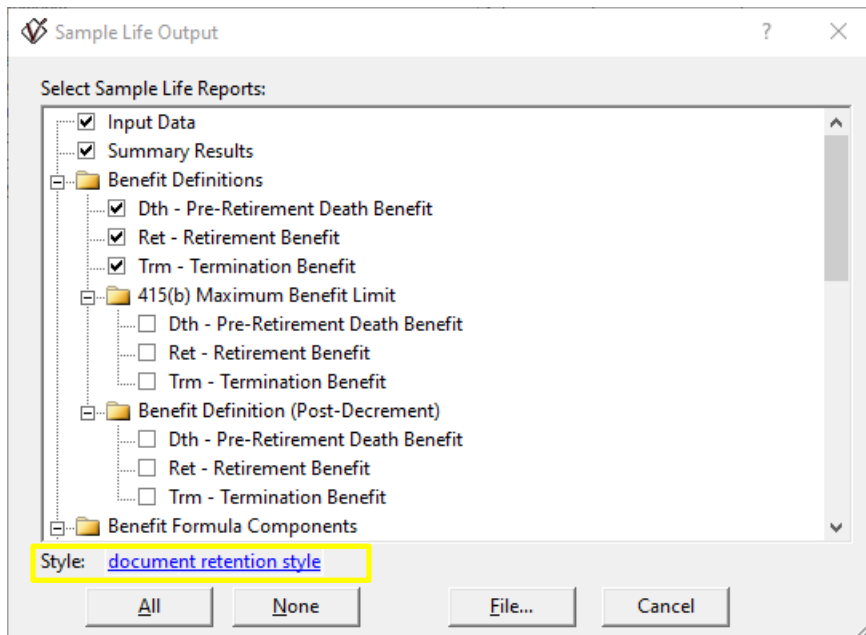 Sample Life Output
Select Sample Life Reports:
Input Data
Summary Results
Benefit Definitions
Dth - Pre-Retirement Death Benefit
Ret - Retirement Benefit
Trm - Termination Benefit
415(b) Maximum Benefit Limit
Dth - Pre-Retirement Death Benefit
Ret - Retirement Benefit
Trm - Termination Benefit
Benefit Definition (Post-Decrement)
Dth - Pre-Retirement Death Benefit
Ret - Retirement Benefit
Trm - Termination Benefit
Benefit Formula Components
Style: document retention style
All None File... Cancel